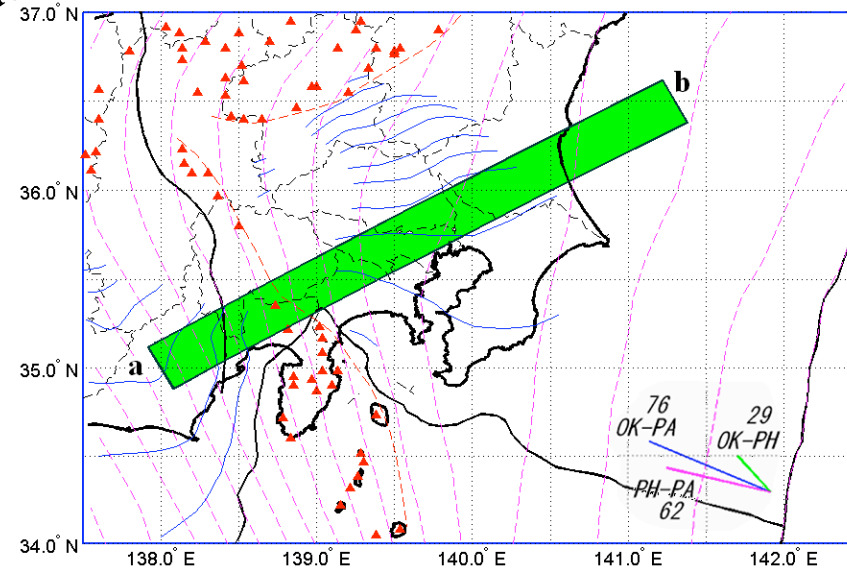 37.0° N
b
36.0° N
35.0° N
a
76
OK-PA
29
OK-PH
PH-PA
62
34.0° N
138.0° E
139.0° E
140.0° E
141.0° E
142.0° E